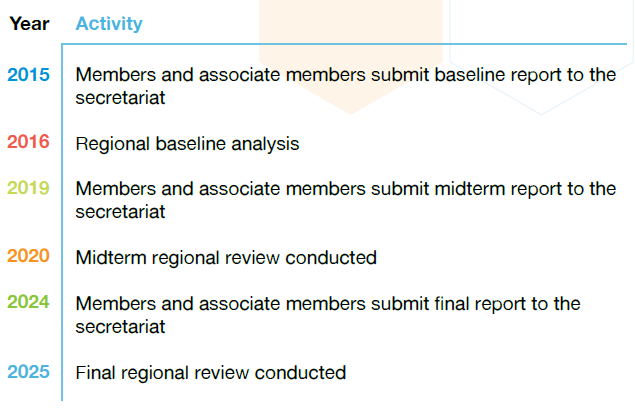 Year Activity
2015 Members and associate members submit baseline report to the
secretariat
2016 Regional baseline analysis
2019 Members and associate members submit midterm report to the
secretariat
2020 Midterm regional review conducted
2024 Members and associate members submit final report to the
secretariat
2025 Final regional review conducted